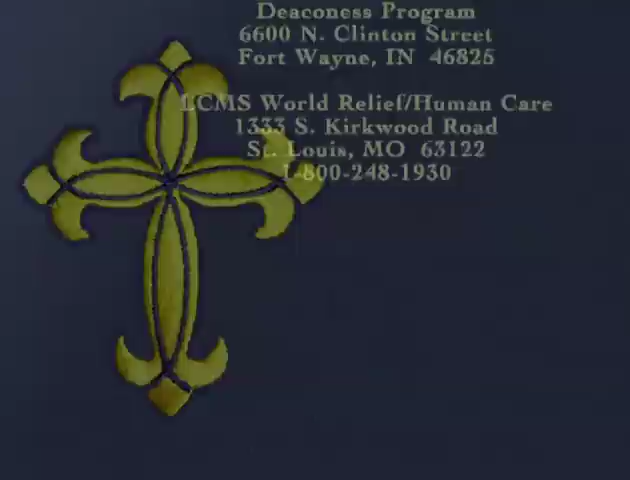 Deaconess Program
6600 N. Clinton Street
Fort Wayne, IN 46825
LCMS World Relief/Human Care
1333 S. Kirkwood Road
St. Louis, MO 63122
1-800-248-1930